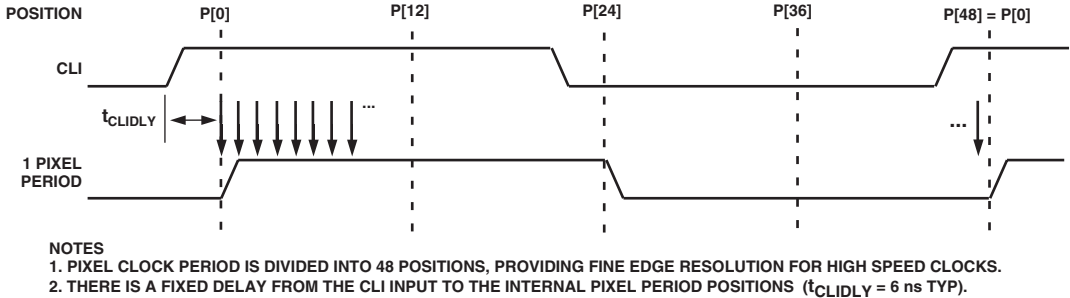 POSITION P[0] P[12] P[24] P[36] P[48] = P[0]
CLI
tCLIDLY
...
...
1 PIXEL
PERIOD
NOTES
1. PIXEL CLOCK PERIOD IS DIVIDED INTO 48 POSITIONS, PROVIDING FINE EDGE RESOLUTION FOR HIGH SPEED CLOCKS.
2. THERE IS A FIXED DELAY FROM THE CLI INPUT TO THE INTERNAL PIXEL PERIOD POSITIONS (tCLIDLY = 6 ns TYP).